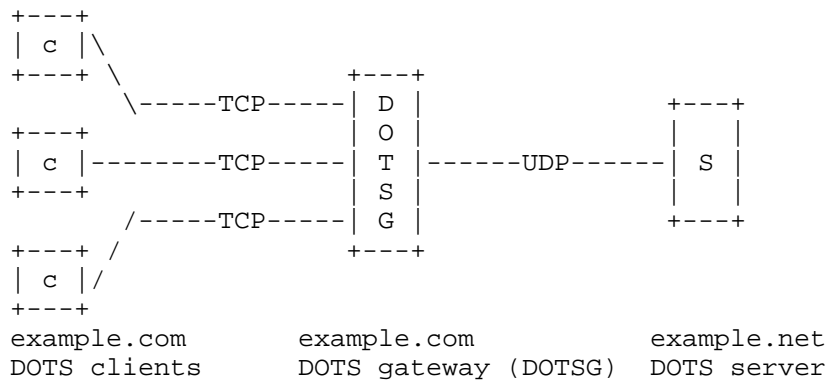 +---+
| c |\
+---+  \
        \-----TCP-----| D |                 +---+
+---+                 | O |                 |   |
| c |--------TCP-----| T |------UDP------| S |
+---+                 | S |                 |   |
        /-----TCP-----| G |                 +---+
+---+  /              +---+
| c |/
+---+
example.com       example.com           example.net
DOTS clients      DOTS gateway (DOTSG)  DOTS server